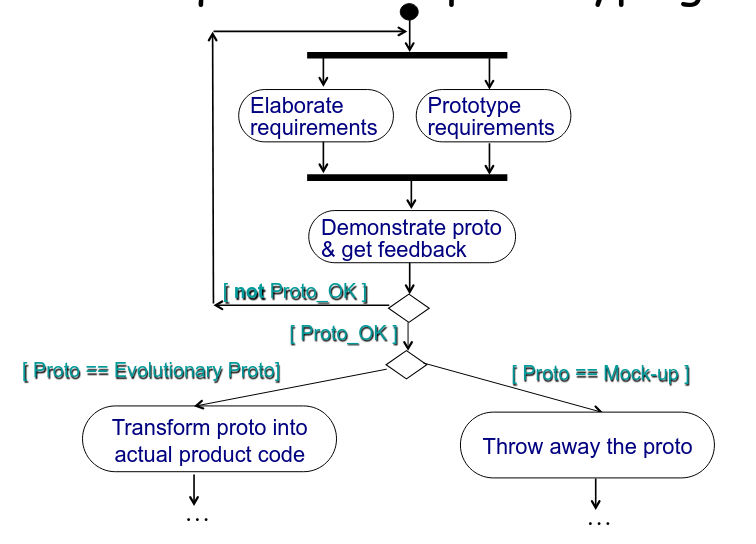 Elaborate
requirements
Prototype
requirements
Demonstrate proto
& get feedback
[ not Proto_OK ]
[ Proto_OK ]
[ Proto == Evolutionary Proto]
[ Proto == Mock-up ]
Transform proto into
actual product code
Throw away the proto
...
...